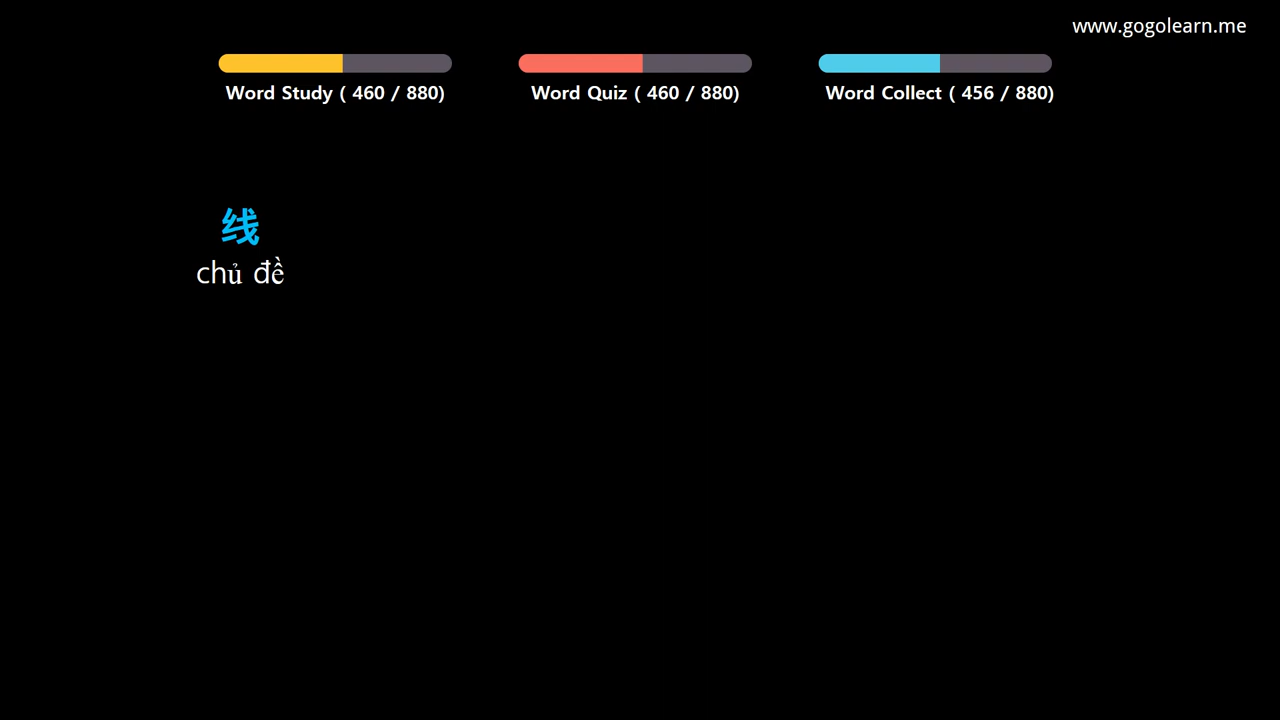 www.gogolearn.me
Word Study ( 460 / 880)
Word Quiz ( 460 / 880)
Word Collect ( 456 / 880)
线
chủ đề